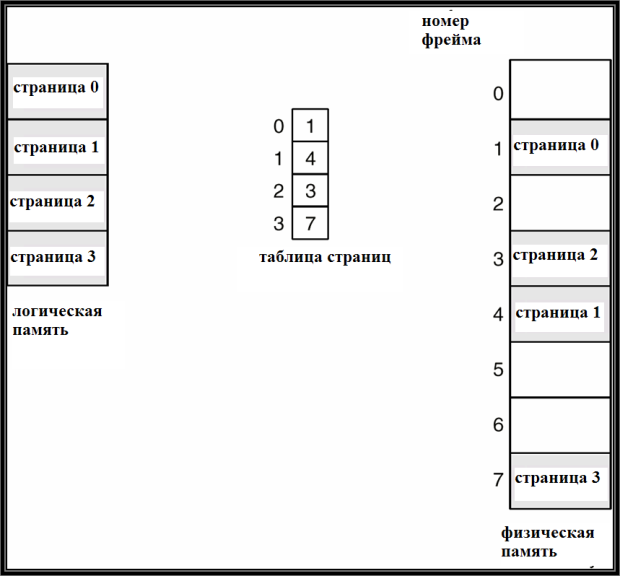 номер
фрейма
страница 0
страница 1
страница 2
страница 3
логическая
память
0 1
1 4
2 3
3 7
таблица страниц
0
1 страница 0
2
3 страница 2
4 страница 1
5
6
7 страница 3
физическая
память